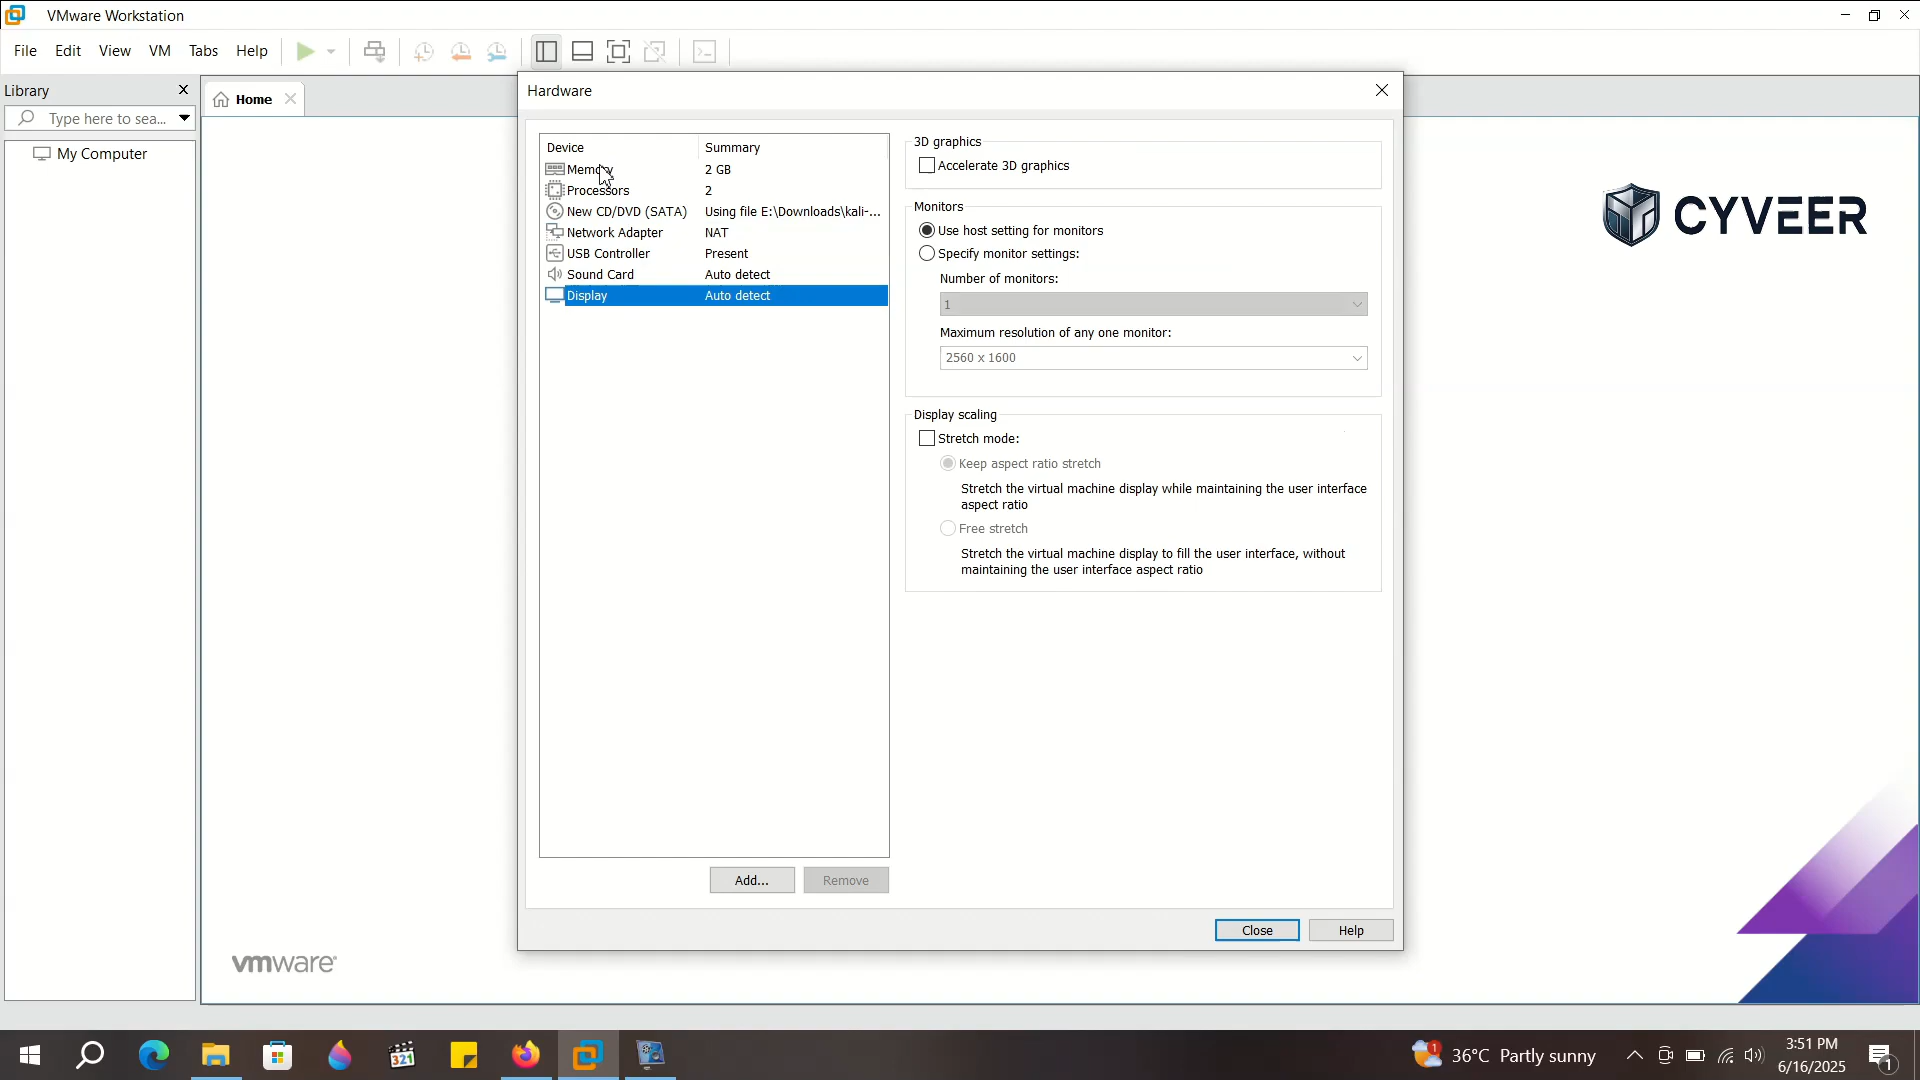 VMware Workstation
File Edit View VM Tabs Help
Library
Type here to sea...
My Computer
Home
Hardware
Device Summary
Memory 2 GB
Processors 2
New CD/DVD (SATA) Using file E:\Downloads\kali-...
Network Adapter NAT
USB Controller Present
Sound Card Auto detect
Display Auto detect
Add... Remove
3D graphics
Accelerate 3D graphics
Monitors
Use host setting for monitors
Specify monitor settings:
Number of monitors:
1
Maximum resolution of any one monitor:
2560 x 1600
Display scaling
Stretch mode:
Keep aspect ratio stretch
Stretch the virtual machine display while maintaining the user interface
aspect ratio
Free stretch
Stretch the virtual machine display to fill the user interface, without
maintaining the user interface aspect ratio
Close Help
CYVEER
vmware
321
1
36°C Partly sunny
3:51 PM
6/16/2025
1